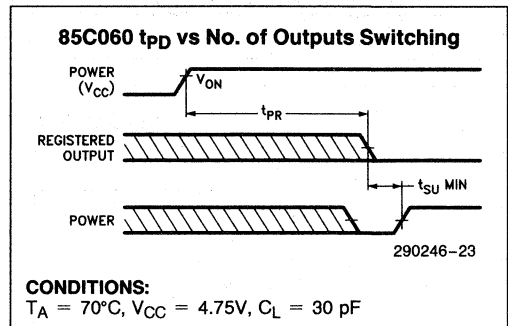 85C060 tPD vs No. of Outputs Switching
POWER
(VCC)
VON
tPR
REGISTERED
OUTPUT
tSU MIN
POWER
290246–23
CONDITIONS:
TA = 70°C, VCC = 4.75V, CL = 30 pF